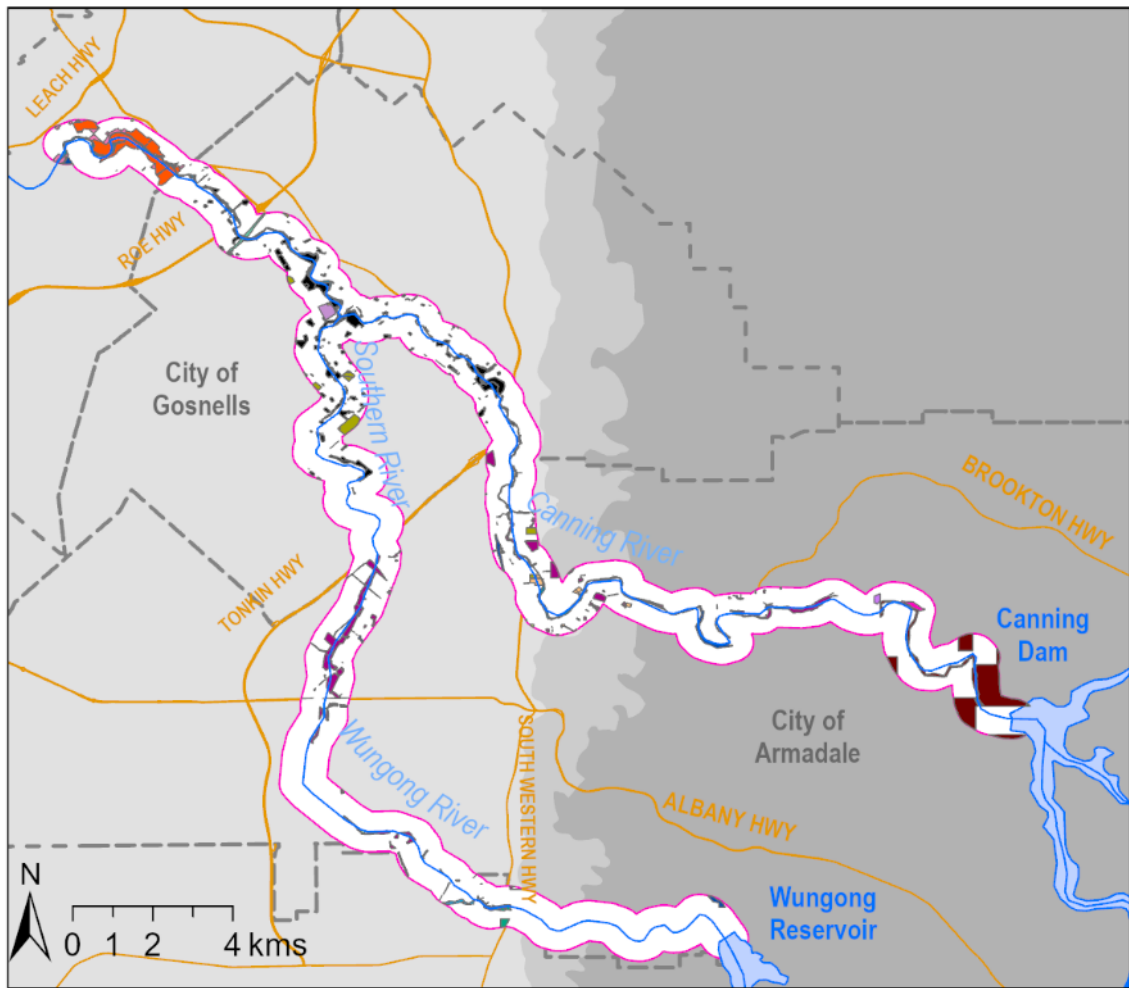 LEACH HWY
ROE HWY
City of
Gosnells
Southern River
Canning River
BROOKTON HWY
TONKIN HWY
Canning
Dam
City of
Armadale
Wungong River
SOUTH WESTERN HWY
ALBANY HWY
Wungong
Reservoir
N
0 1 2 4 kms